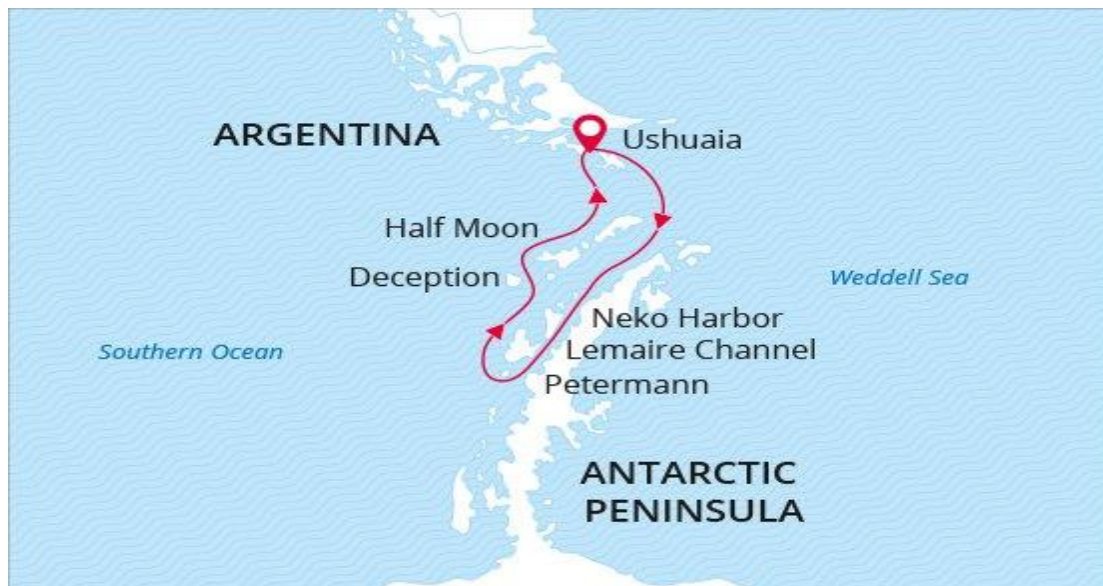 ARGENTINA
Ushuaia
Half Moon
Deception
Weddell Sea
Neko Harbor
Southern Ocean
Lemaire Channel
Petermann
ANTARCTIC
PENINSULA